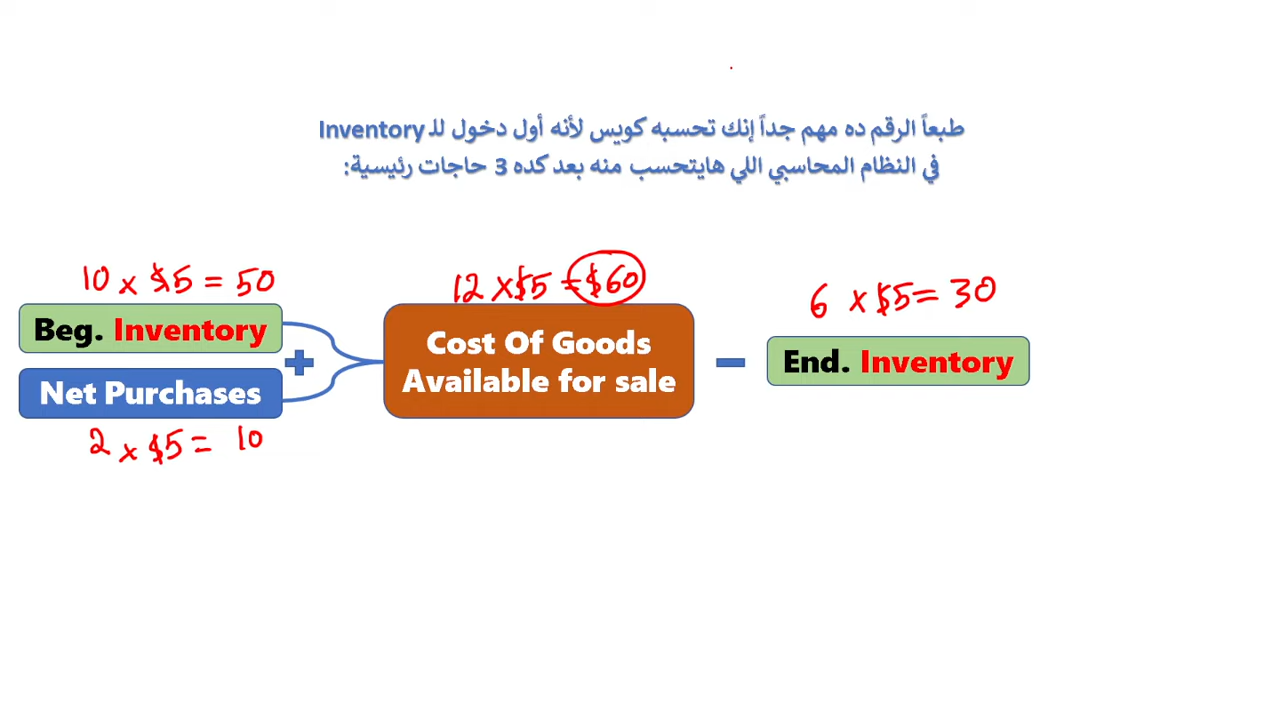 طبعاً الرقم ده مهم جداً إنك تحسبه كويس لأنه أول دخول للـ Inventory
في النظام المحاسبي اللي هايتحسب منه بعد كده 3 حاجات رئيسية:
10 x $5 = 50
12 x $5 = $60
6 x $5 = 30
Beg. Inventory
+
Net Purchases
2 x $5 = 10
Cost Of Goods
Available for sale
−
End. Inventory